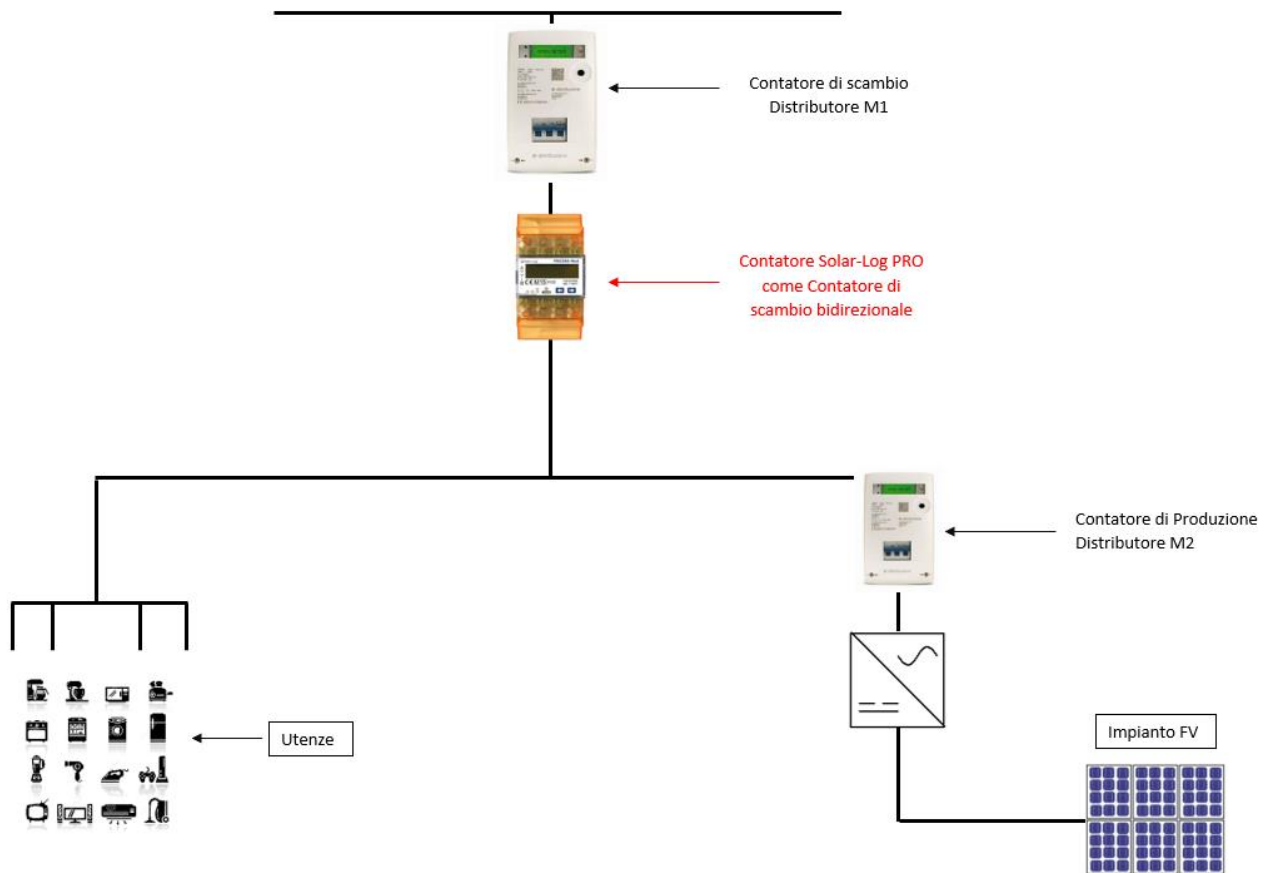 Contatore di scambio
Distributore M1
Contatore Solar-Log PRO
come Contatore di
scambio bidirezionale
Contatore di Produzione
Distributore M2
Utenze
Impianto FV